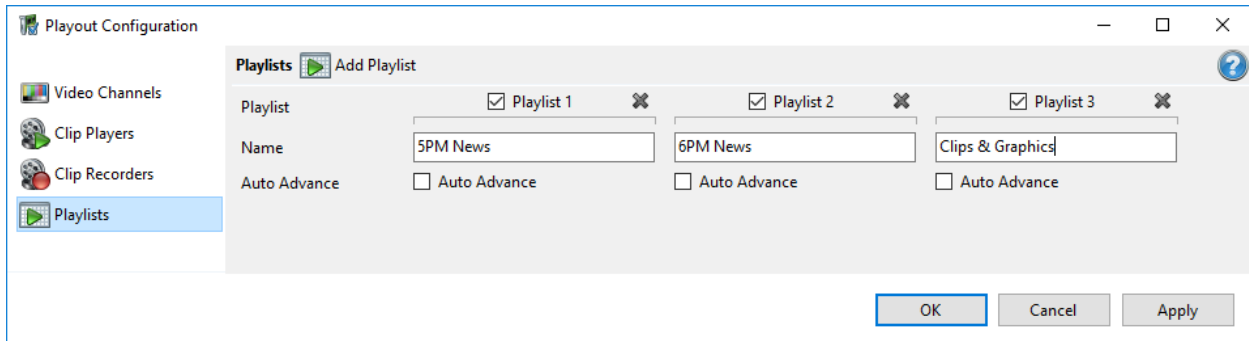 Playout Configuration
Playlists Add Playlist
Video Channels
Clip Players
Clip Recorders
Playlists
Playlist Playlist 1 Playlist 2 Playlist 3
Name 5PM News 6PM News Clips & Graphics
Auto Advance Auto Advance Auto Advance Auto Advance
OK Cancel Apply